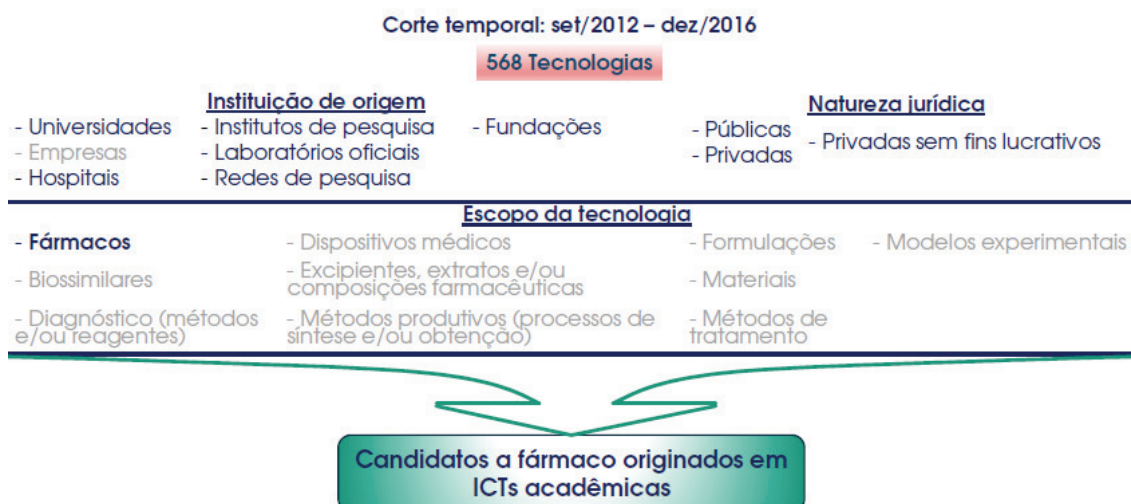 Corte temporal: set/2012 – dez/2016
568 Tecnologias
Instituição de origem
Natureza jurídica
- Universidades
- Institutos de pesquisa
- Fundações
- Públicas
- Privadas sem fins lucrativos
- Empresas
- Laboratórios oficiais
- Privadas
- Hospitais
- Redes de pesquisa
Escopo da tecnologia
- Fármacos
- Dispositivos médicos
- Formulações
- Modelos experimentais
- Biossimilares
- Excipientes, extratos e/ou
composições farmacêuticas
- Materiais
- Diagnóstico (métodos
e/ou reagentes)
- Métodos produtivos (processos de
síntese e/ou obtenção)
- Métodos de
tratamento
Candidatos a fármaco originados em
ICTs acadêmicas